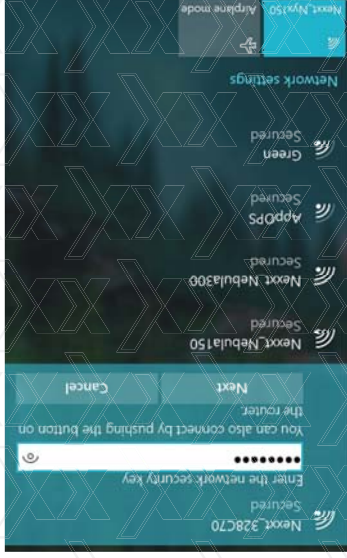 Nexxt_328C70
Secured
Enter the network security key
••••••••
You can also connect by pushing the button on
the router.
Next
Cancel
Nexxt_Nebula150
Secured
Nexxt_Nebula300
Secured
AppOPS
Secured
Green
Secured
Network settings
Nexxt_Nyx150
Airplane mode